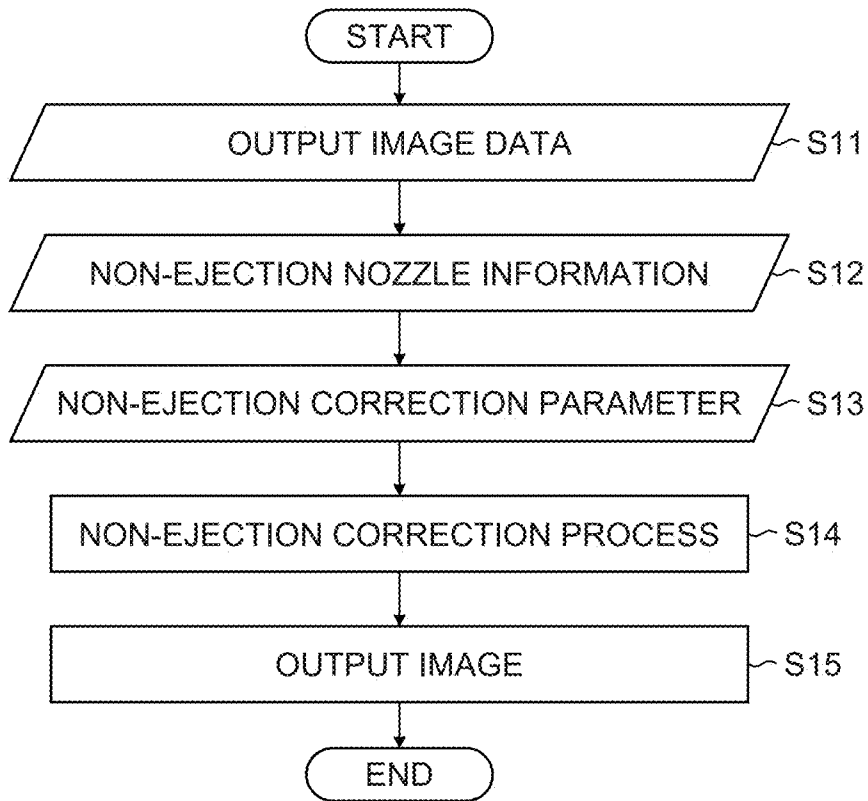 START
OUTPUT IMAGE DATA S11
NON-EJECTION NOZZLE INFORMATION S12
NON-EJECTION CORRECTION PARAMETER S13
NON-EJECTION CORRECTION PROCESS S14
OUTPUT IMAGE S15
END